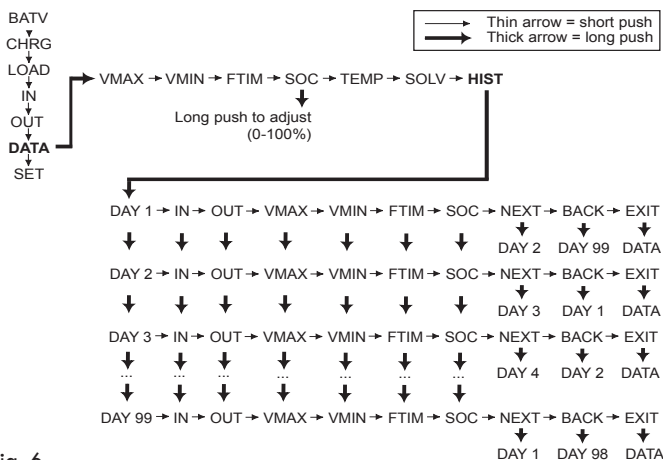 BATV
CHRG
LOAD
IN
OUT
DATA
SET
Thin arrow = short push
Thick arrow = long push
VMAX VMIN FTIM SOC TEMP SOLV HIST
Long push to adjust
(0-100%)
DAY 1 IN OUT VMAX VMIN FTIM SOC NEXT BACK EXIT
DAY 2 DAY 99 DATA
DAY 2 IN OUT VMAX VMIN FTIM SOC NEXT BACK EXIT
DAY 3 DAY 1 DATA
DAY 3 IN OUT VMAX VMIN FTIM SOC NEXT BACK EXIT
DAY 4 DAY 2 DATA
... ... ... ... ... ... ...
DAY 99 IN OUT VMAX VMIN FTIM SOC NEXT BACK EXIT
DAY 1 DAY 98 DATA